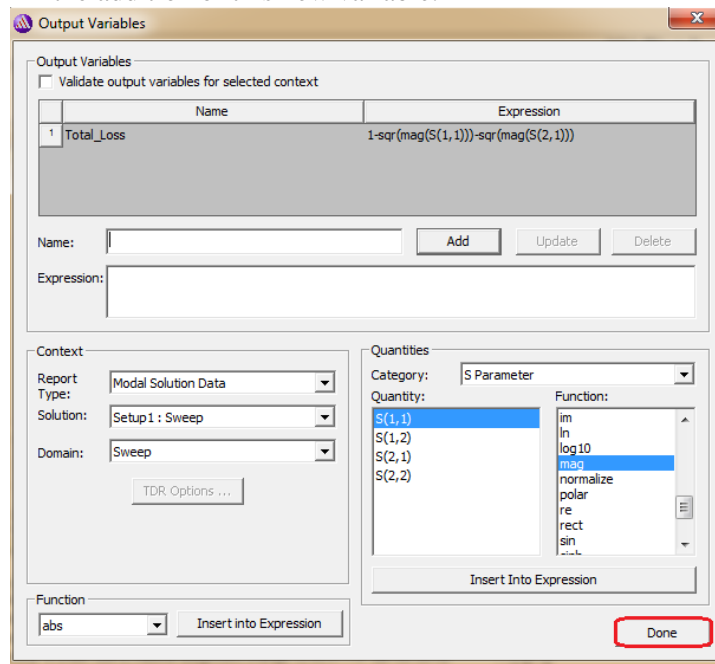 Output Variables
Output Variables
Validate output variables for selected context
Name Expression
1 Total_Loss 1-sqr(mag(S(1,1)))-sqr(mag(S(2,1)))
Name: Add Update Delete
Expression:
Context
Report Type: Modal Solution Data
Solution: Setup1 : Sweep
Domain: Sweep
TDR Options ...
Quantities
Category: S Parameter
Quantity: Function:
S(1,1)
S(1,2)
S(2,1)
S(2,2)
im
ln
log10
mag
normalize
polar
re
rect
sin
Insert Into Expression
Function
abs Insert into Expression
Done